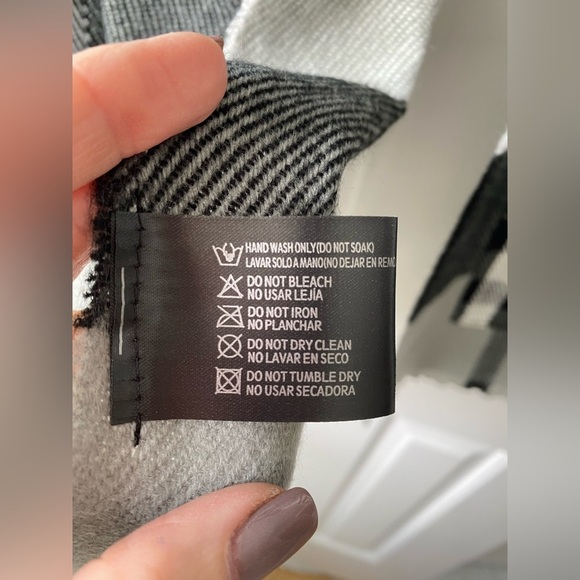 HAND WASH ONLY(DO NOT SOAK)
LAVAR SOLO A MANO(NO DEJAR EN REMO
DO NOT BLEACH
NO USAR LEJÍA
DO NOT IRON
NO PLANCHAR
DO NOT DRY CLEAN
NO LAVAR EN SECO
DO NOT TUMBLE DRY
NO USAR SECADORA